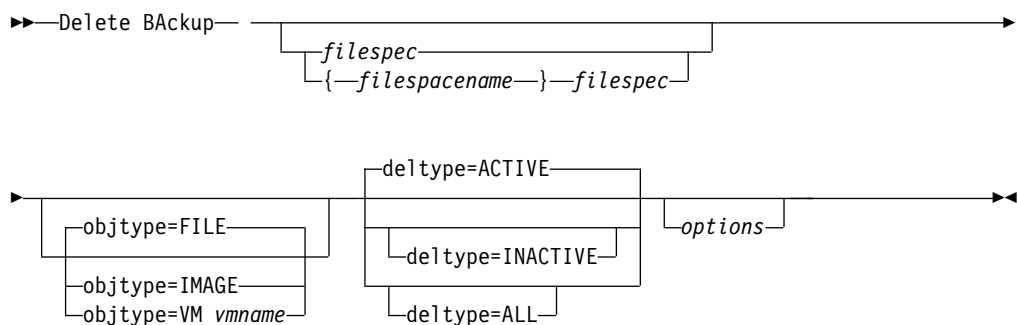 Delete BAckup
filespec
{ filespacename } filespec
deltype=ACTIVE
objtype=FILE
options
deltype=INACTIVE
objtype=IMAGE
objtype=VM vmname
deltype=ALL